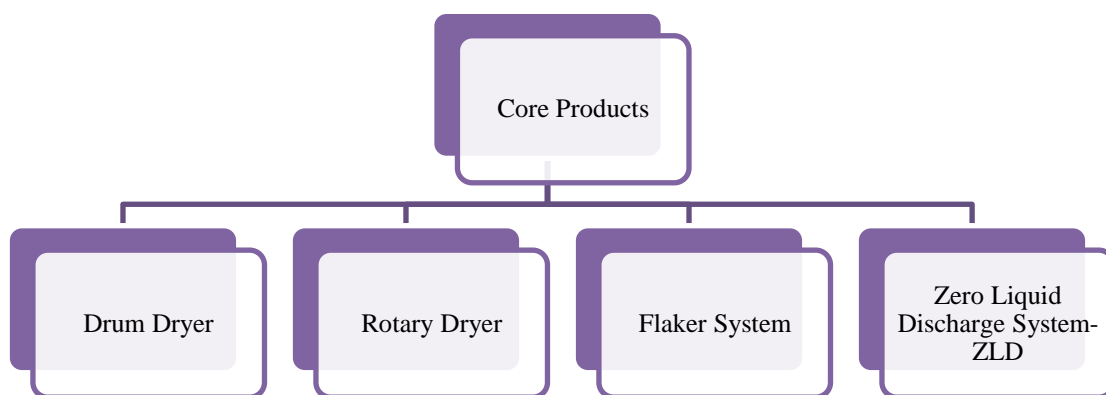 Core Products
Drum Dryer
Rotary Dryer
Flaker System
Zero Liquid
Discharge System-
ZLD